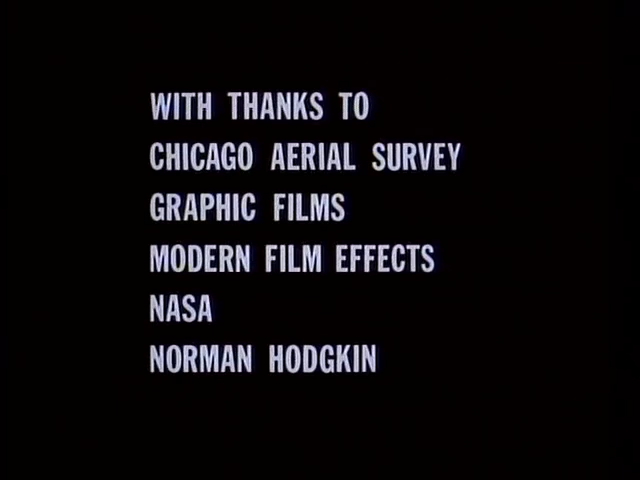 WITH THANKS TO
CHICAGO AERIAL SURVEY
GRAPHIC FILMS
MODERN FILM EFFECTS
NASA
NORMAN HODGKIN